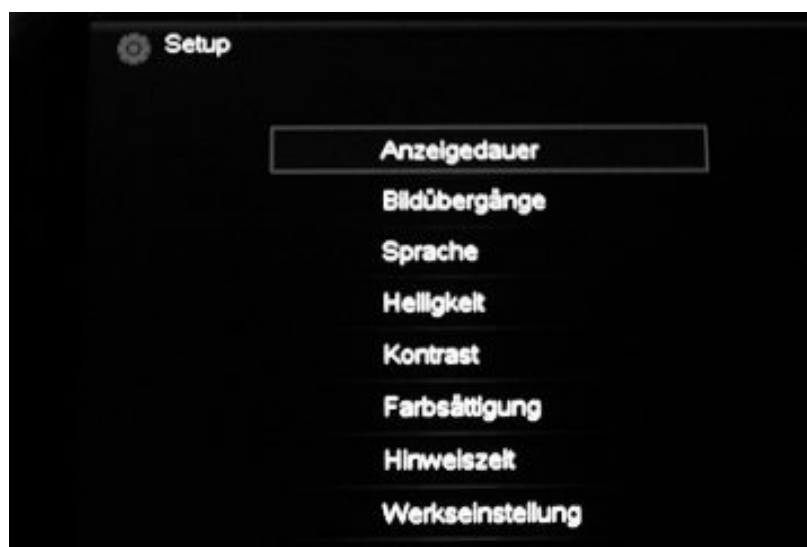 Setup
Anzeigedauer
Bildübergänge
Sprache
Helligkeit
Kontrast
Farbsättigung
Hinweiszeit
Werkseinstellung